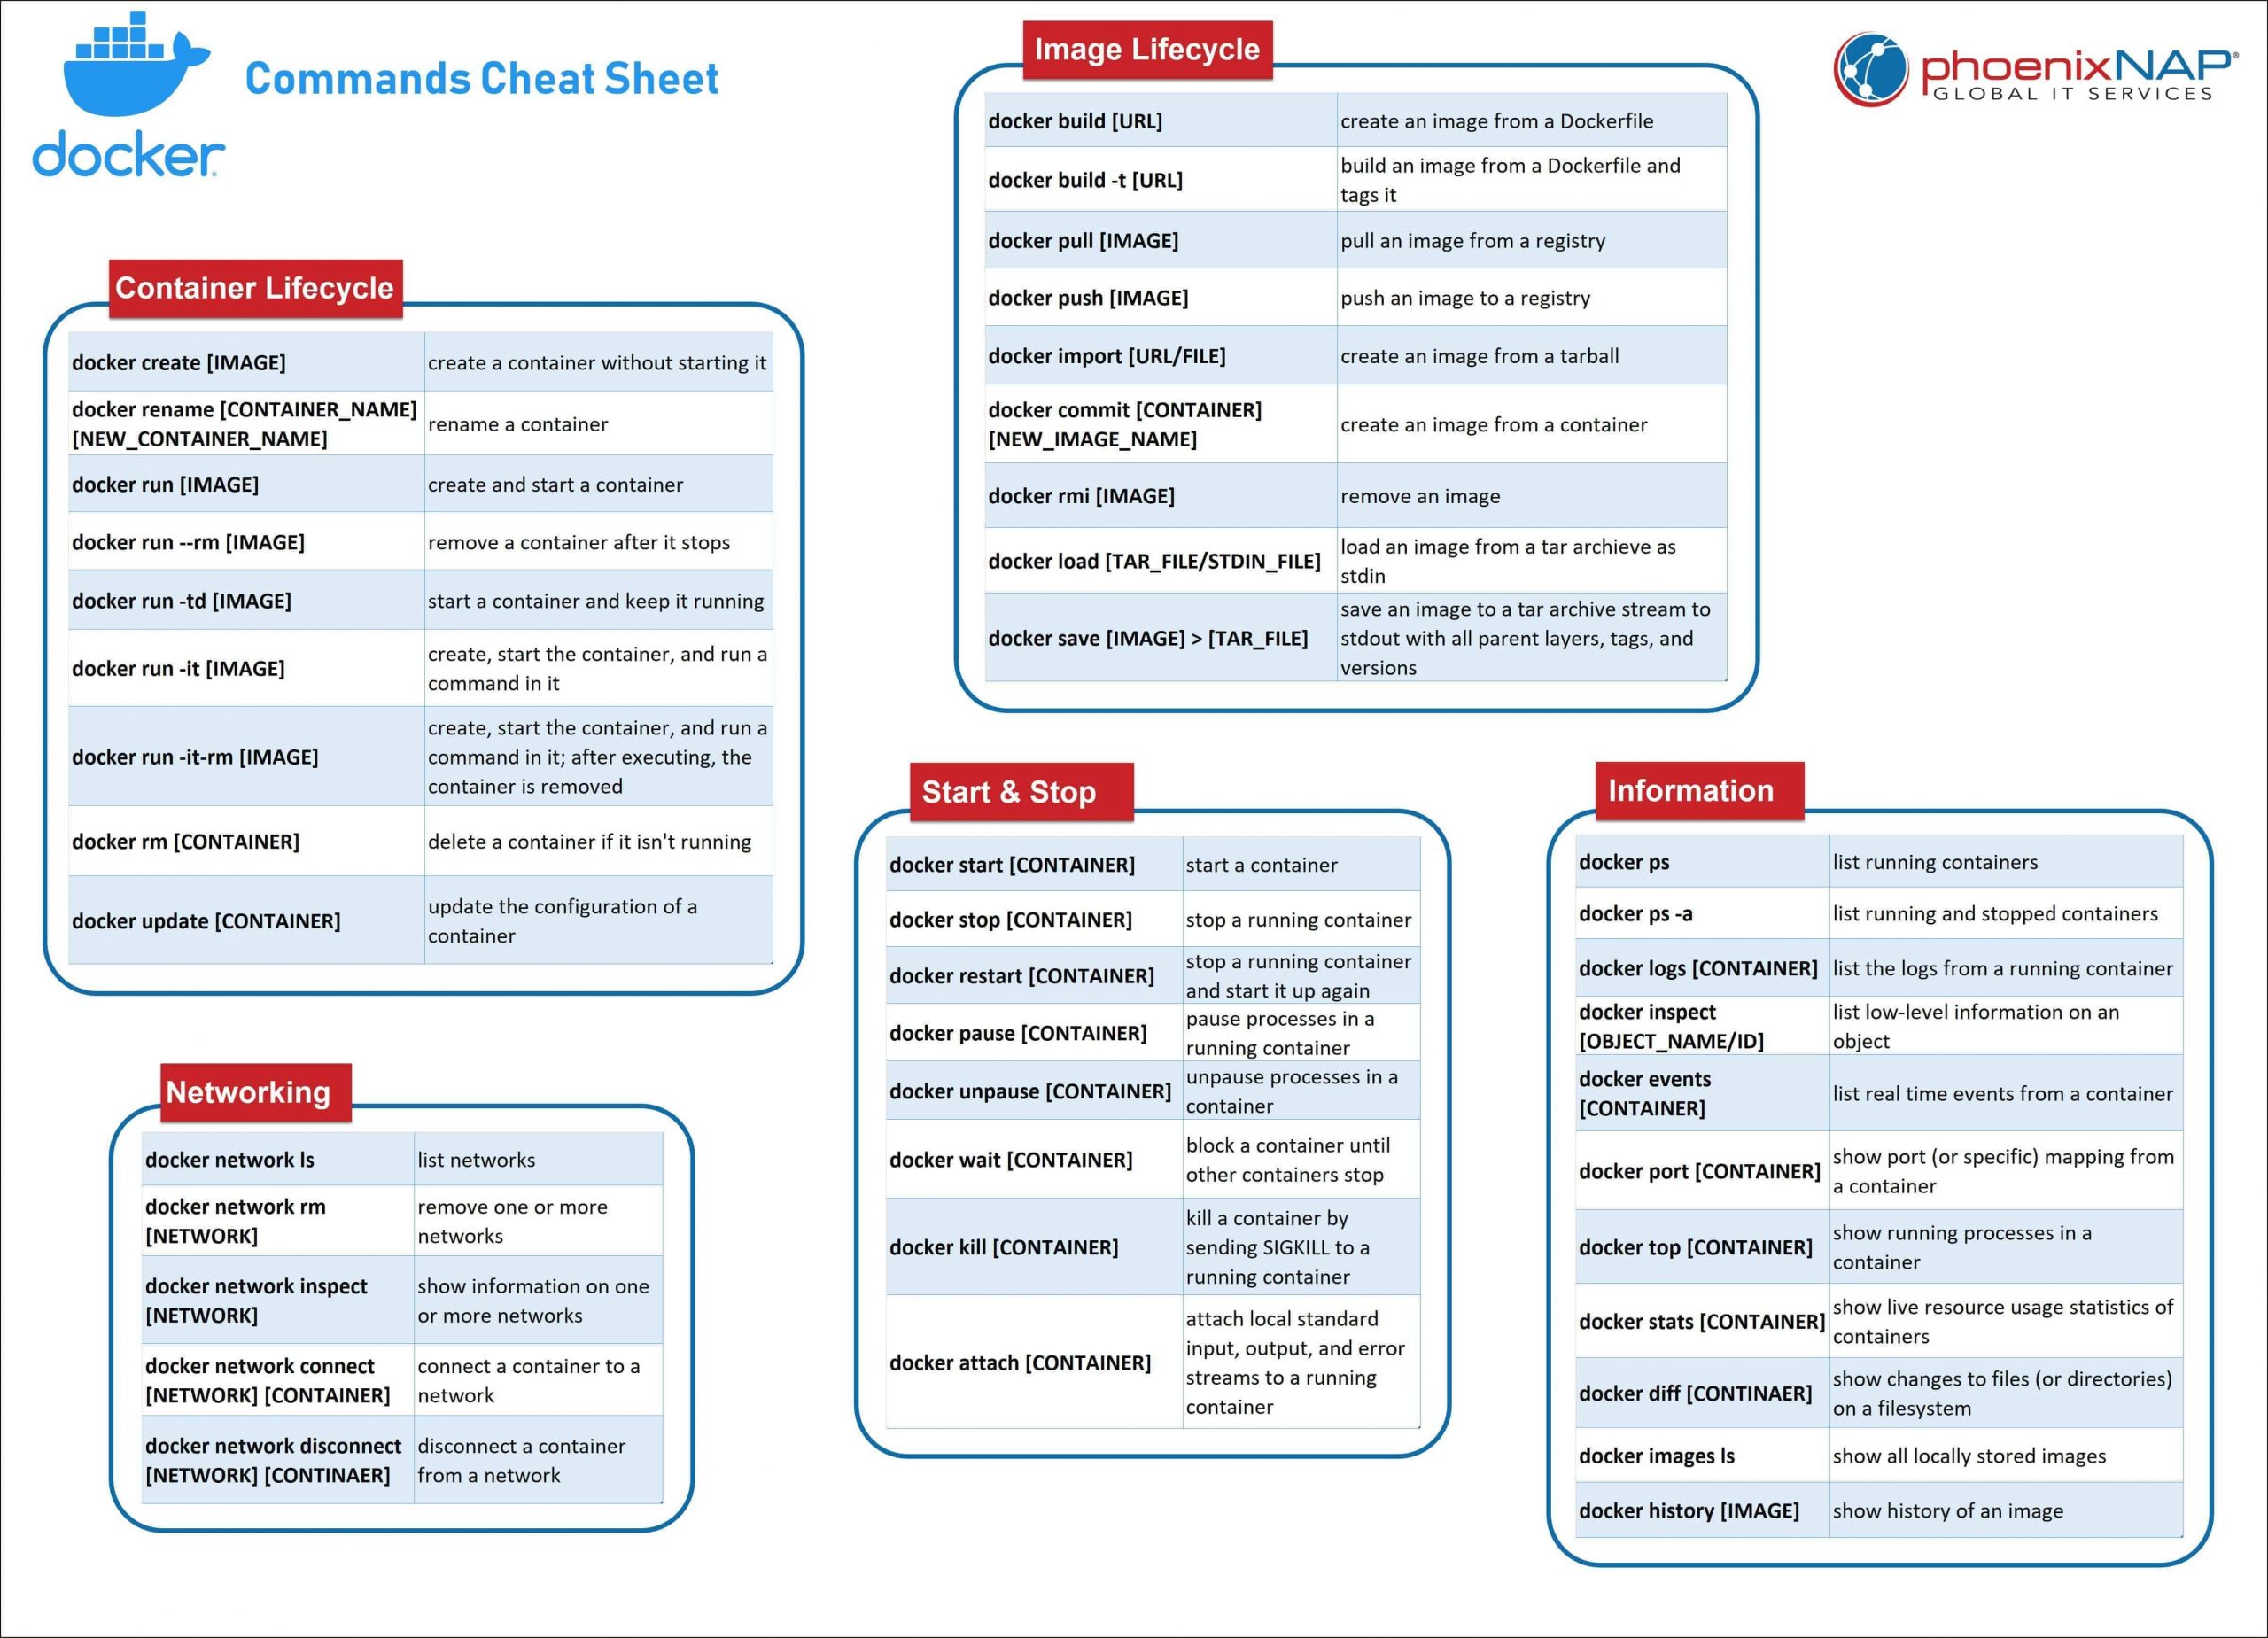 docker
Commands Cheat Sheet
phoenixNAP®
GLOBAL IT SERVICES
Container Lifecycle
docker create [IMAGE]
create a container without starting it
docker rename [CONTAINER_NAME]
[NEW_CONTAINER_NAME]
rename a container
docker run [IMAGE]
create and start a container
docker run --rm [IMAGE]
remove a container after it stops
docker run -td [IMAGE]
start a container and keep it running
docker run -it [IMAGE]
create, start the container, and run a
command in it
docker run -it-rm [IMAGE]
create, start the container, and run a
command in it; after executing, the
container is removed
docker rm [CONTAINER]
delete a container if it isn't running
docker update [CONTAINER]
update the configuration of a
container
Networking
docker network ls
list networks
docker network rm
[NETWORK]
remove one or more
networks
docker network inspect
[NETWORK]
show information on one
or more networks
docker network connect
[NETWORK] [CONTAINER]
connect a container to a
network
docker network disconnect
[NETWORK] [CONTINAER]
disconnect a container
from a network
Image Lifecycle
docker build [URL]
create an image from a Dockerfile
docker build -t [URL]
build an image from a Dockerfile and
tags it
docker pull [IMAGE]
pull an image from a registry
docker push [IMAGE]
push an image to a registry
docker import [URL/FILE]
create an image from a tarball
docker commit [CONTAINER]
[NEW_IMAGE_NAME]
create an image from a container
docker rmi [IMAGE]
remove an image
docker load [TAR_FILE/STDIN_FILE]
load an image from a tar archieve as
stdin
docker save [IMAGE] > [TAR_FILE]
save an image to a tar archive stream to
stdout with all parent layers, tags, and
versions
Start & Stop
docker start [CONTAINER]
start a container
docker stop [CONTAINER]
stop a running container
docker restart [CONTAINER]
stop a running container
and start it up again
docker pause [CONTAINER]
pause processes in a
running container
docker unpause [CONTAINER]
unpause processes in a
container
docker wait [CONTAINER]
block a container until
other containers stop
docker kill [CONTAINER]
kill a container by
sending SIGKILL to a
running container
docker attach [CONTAINER]
attach local standard
input, output, and error
streams to a running
container
Information
docker ps
list running containers
docker ps -a
list running and stopped containers
docker logs [CONTAINER]
list the logs from a running container
docker inspect
[OBJECT_NAME/ID]
list low-level information on an
object
docker events
[CONTAINER]
list real time events from a container
docker port [CONTAINER]
show port (or specific) mapping from
a container
docker top [CONTAINER]
show running processes in a
container
docker stats [CONTAINER]
show live resource usage statistics of
containers
docker diff [CONTINAER]
show changes to files (or directories)
on a filesystem
docker images ls
show all locally stored images
docker history [IMAGE]
show history of an image